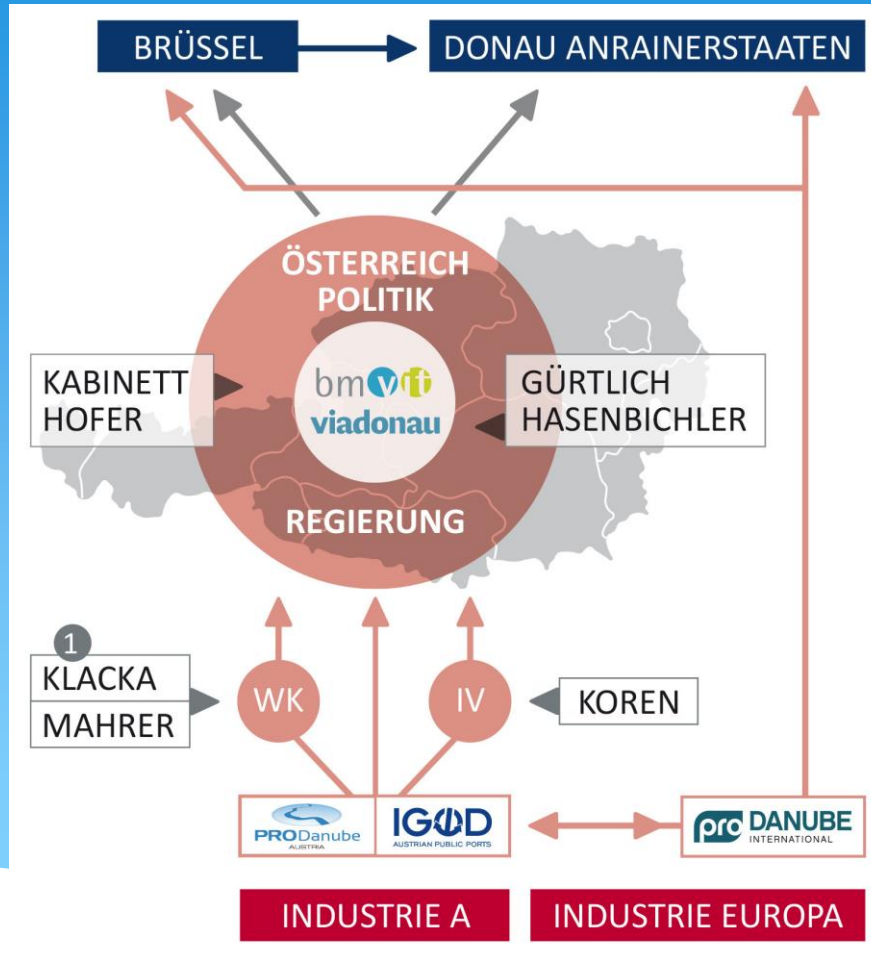 BRÜSSEL
DONAU ANRAINERSTAATEN
ÖSTERREICH
POLITIK
KABINETT
HOFER
bmvit
viadonau
GÜRTLICH
HASENBICHLER
REGIERUNG
1
KLACKA
MAHRER
WK
IV
KOREN
PRODanube
AUSTRIA
IGÖD
AUSTRIAN PUBLIC PORTS
pro DANUBE
INTERNATIONAL
INDUSTRIE A
INDUSTRIE EUROPA